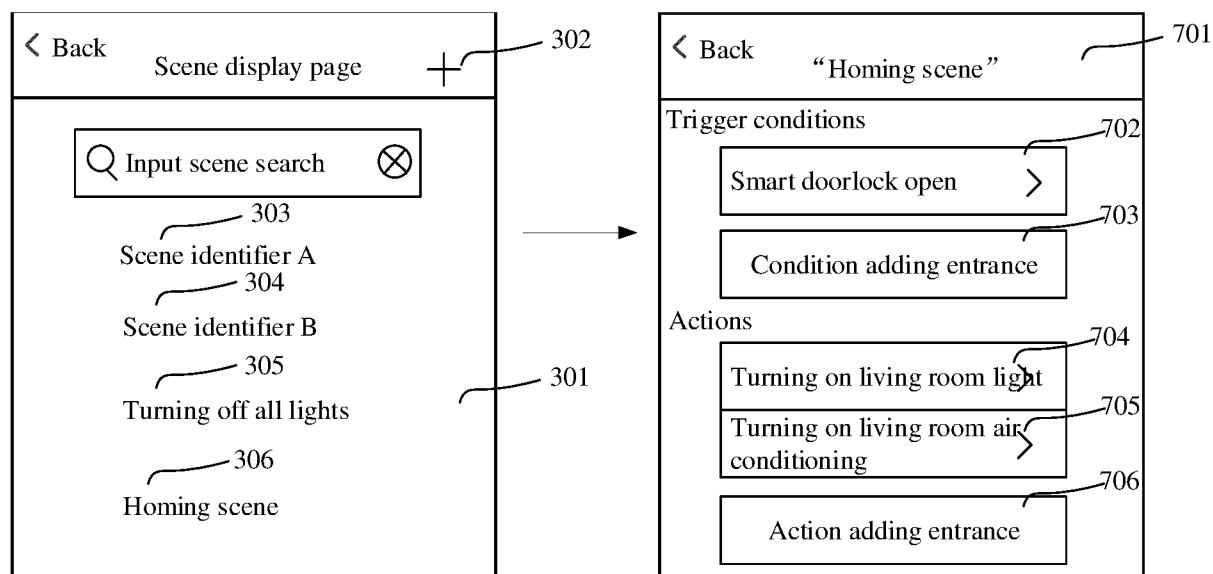 Back
Scene display page
302
Input scene search
303
Scene identifier A
304
Scene identifier B
305
Turning off all lights
301
306
Homing scene
Back
“Homing scene”
701
Trigger conditions
702
Smart doorlock open
703
Condition adding entrance
Actions
704
Turning on living room light
705
Turning on living room air
conditioning
706
Action adding entrance